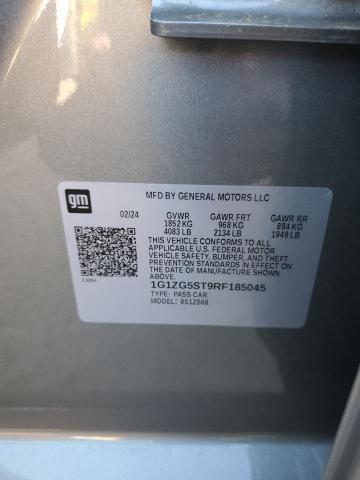 gm
MFD BY GENERAL MOTORS LLC
02/24 GVWR GAWR FRT GAWR RR
1852 KG 968 KG 884 KG
4083 LB 2134 LB 1949 LB
THIS VEHICLE CONFORMS TO ALL
APPLICABLE U.S. FEDERAL MOTOR
VEHICLE SAFETY, BUMPER, AND THEFT
PREVENTION STANDARDS IN EFFECT ON
THE DATE OF MANUFACTURE SHOWN
ABOVE.
1G1ZG5ST9RF185045
TYPE: PASS CAR
MODEL: 9512S69